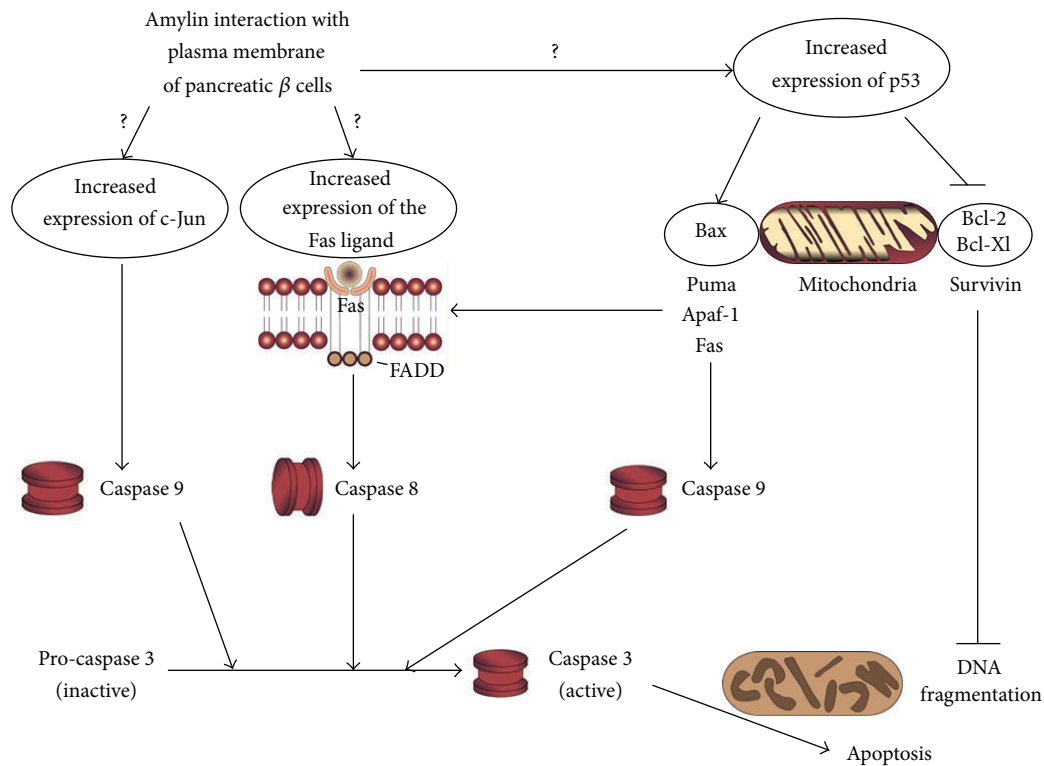 Amylin interaction with
plasma membrane
of pancreatic β cells
?
Increased
expression of p53
?
?
Increased
expression of c-Jun
Increased
expression of the
Fas ligand
Bax
Bcl-2
Bcl-Xl
Puma
Apaf-1
Fas
Mitochondria
Survivin
Fas
FADD
Caspase 9
Caspase 8
Caspase 9
Pro-caspase 3
(inactive)
Caspase 3
(active)
DNA
fragmentation
Apoptosis